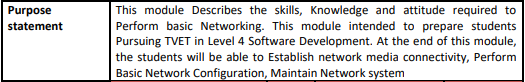 Purpose statement
This module Describes the skills, Knowledge and attitude required to
Perform basic Networking. This module intended to prepare students
Pursuing TVET in Level 4 Software Development. At the end of this module,
the students will be able to Establish network media connectivity, Perform
Basic Network Configuration, Maintain Network system